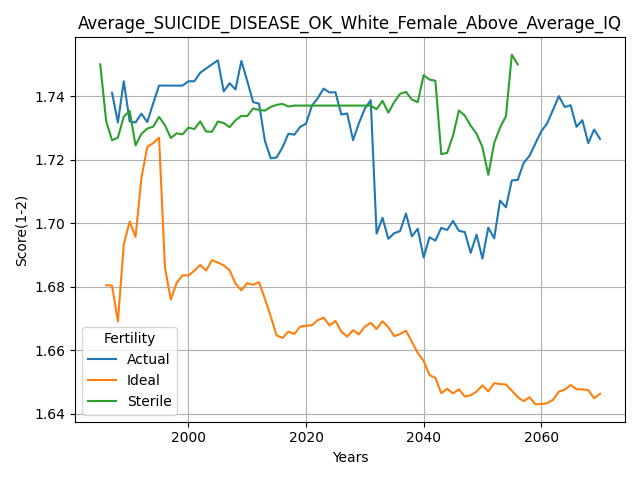 Average_SUICIDE_DISEASE_OK_White_Female_Above_Average_IQ
Score(1-2)
1.74
1.72
1.70
1.68
1.66
1.64
Fertility
Actual
Ideal
Sterile
2000
2020
2040
2060
Years